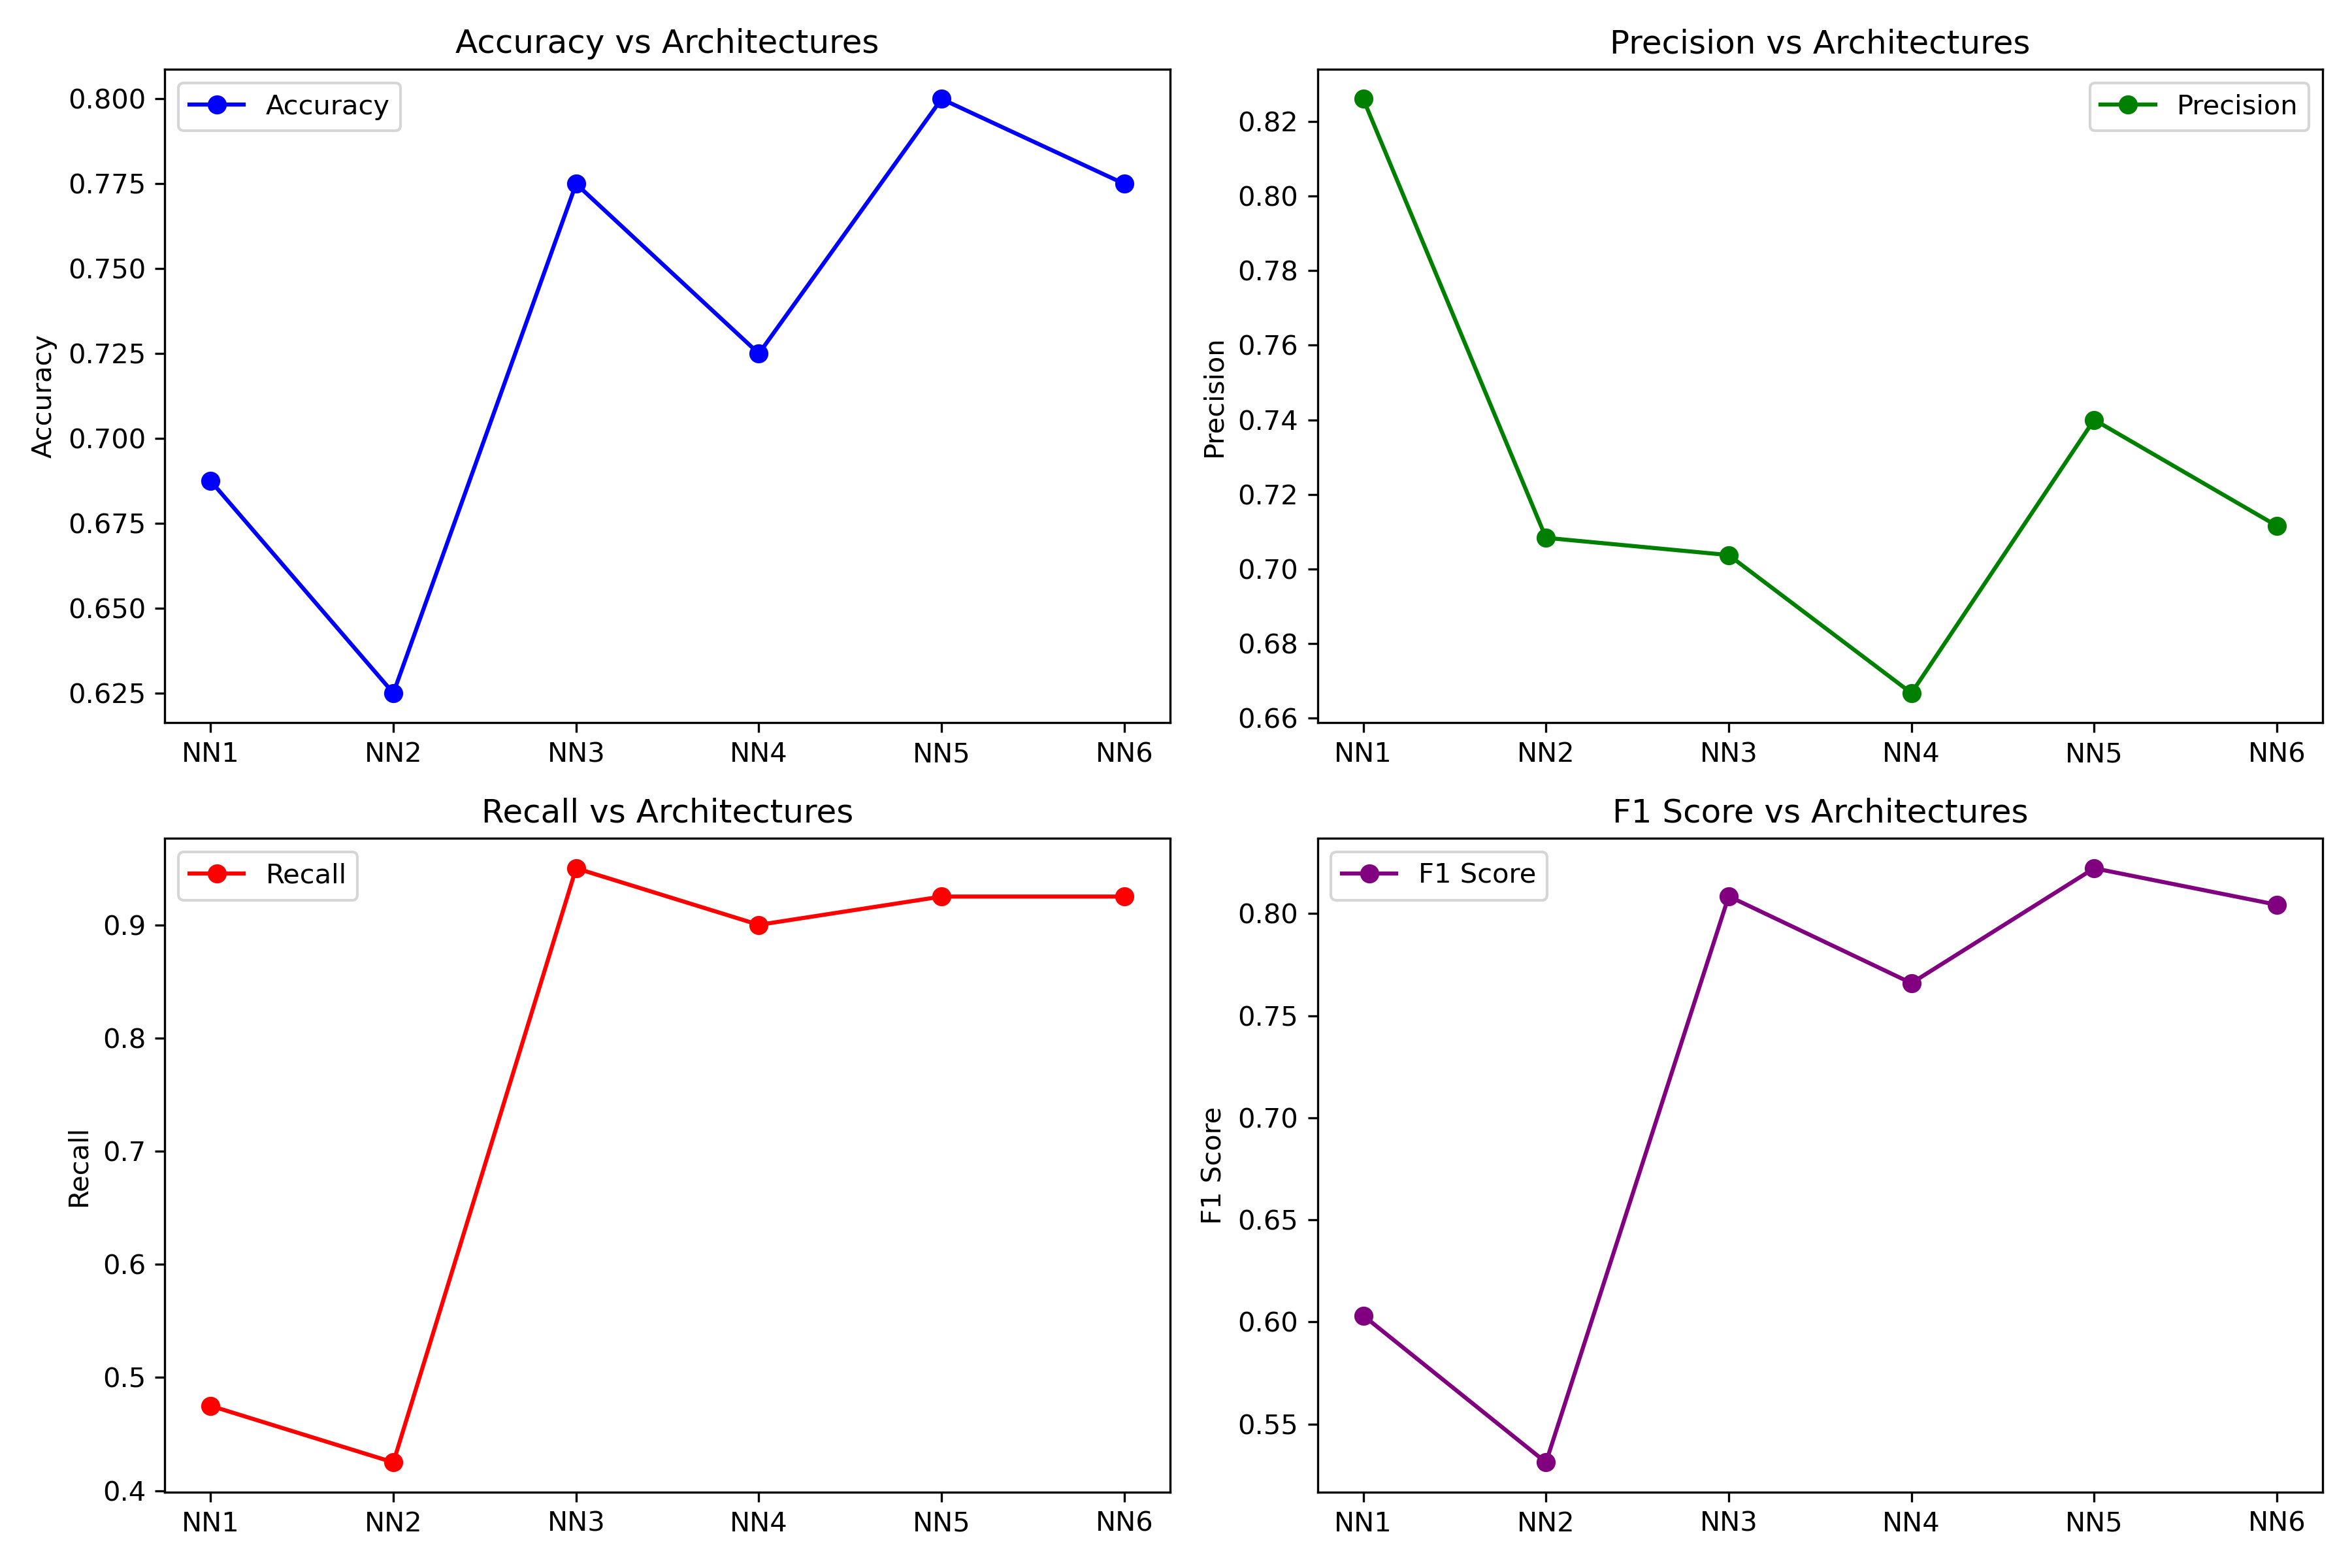 Accuracy vs Architectures
Accuracy
0.800
0.775
0.750
0.725
0.700
0.675
0.650
0.625
Accuracy
NN1 NN2 NN3 NN4 NN5 NN6
Precision vs Architectures
Precision
0.82
0.80
0.78
0.76
0.74
0.72
0.70
0.68
0.66
Precision
NN1 NN2 NN3 NN4 NN5 NN6
Recall vs Architectures
Recall
0.9
0.8
0.7
0.6
0.5
0.4
Recall
NN1 NN2 NN3 NN4 NN5 NN6
F1 Score vs Architectures
F1 Score
0.80
0.75
0.70
0.65
0.60
0.55
F1 Score
NN1 NN2 NN3 NN4 NN5 NN6